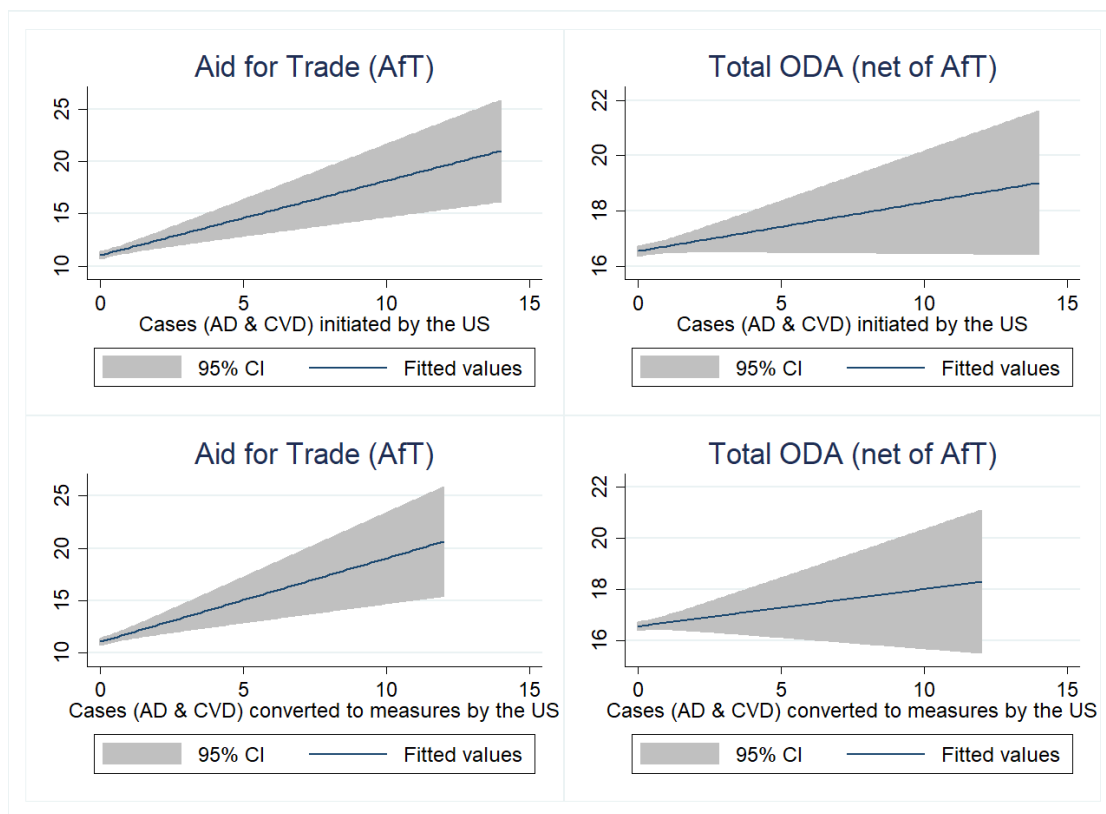 Aid for Trade (AfT)
25
20
15
10
0 5 10 15
Cases (AD & CVD) initiated by the US
95% CI Fitted values
Total ODA (net of AfT)
22
20
18
16
0 5 10 15
Cases (AD & CVD) initiated by the US
95% CI Fitted values
Aid for Trade (AfT)
25
20
15
10
0 5 10 15
Cases (AD & CVD) converted to measures by the US
95% CI Fitted values
Total ODA (net of AfT)
22
20
18
16
0 5 10 15
Cases (AD & CVD) converted to measures by the US
95% CI Fitted values